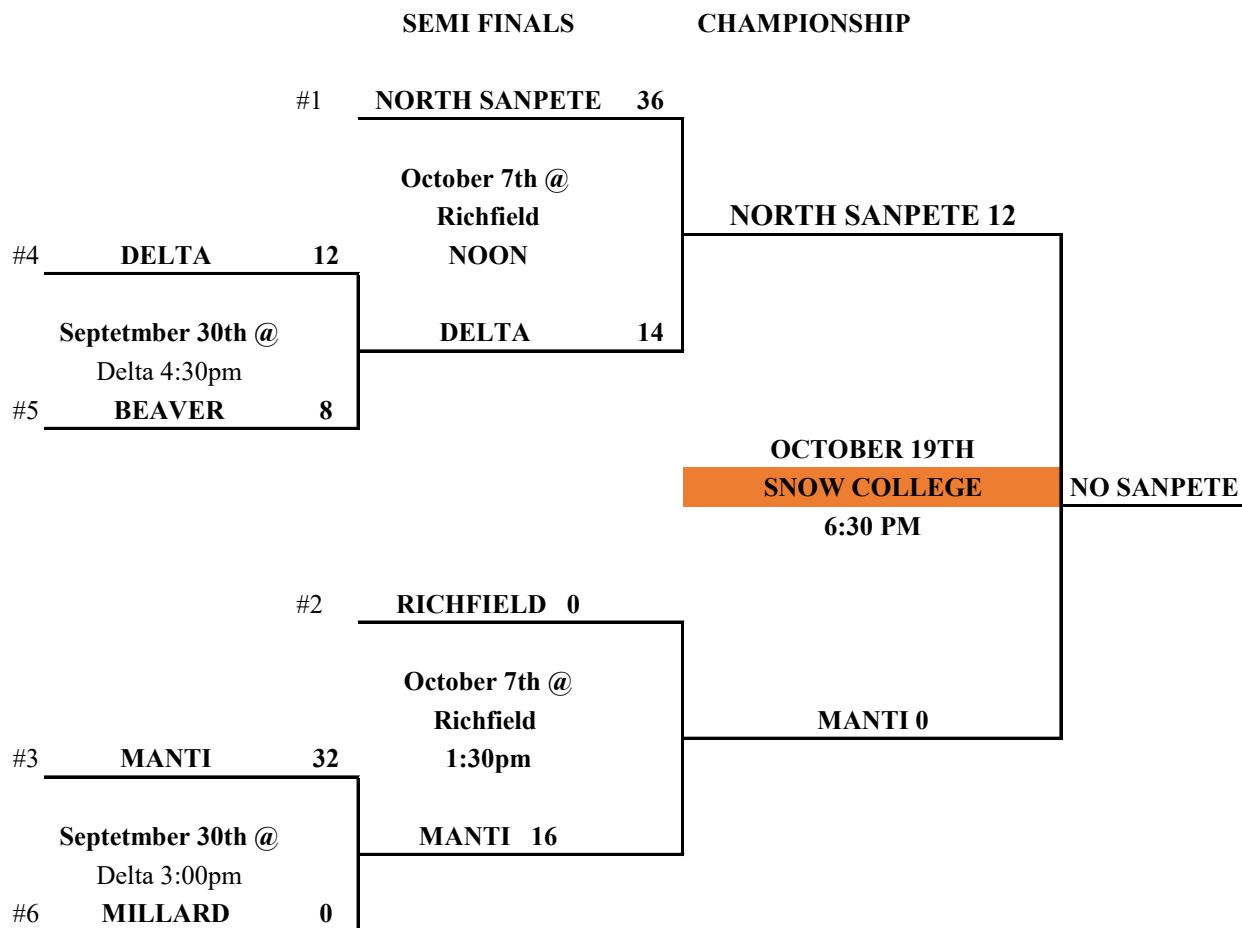 SEMI FINALS CHAMPIONSHIP
#1 NORTH SANPETE 36
October 7th @
Richfield
NORTH SANPETE 12
#4 DELTA 12 NOON
Septetmber 30th @ DELTA 14
Delta 4:30pm
#5 BEAVER 8
OCTOBER 19TH
SNOW COLLEGE NO SANPETE
6:30 PM
#2 RICHFIELD 0
October 7th @
Richfield MANTI 0
#3 MANTI 32 1:30pm
Septetmber 30th @ MANTI 16
Delta 3:00pm
#6 MILLARD 0